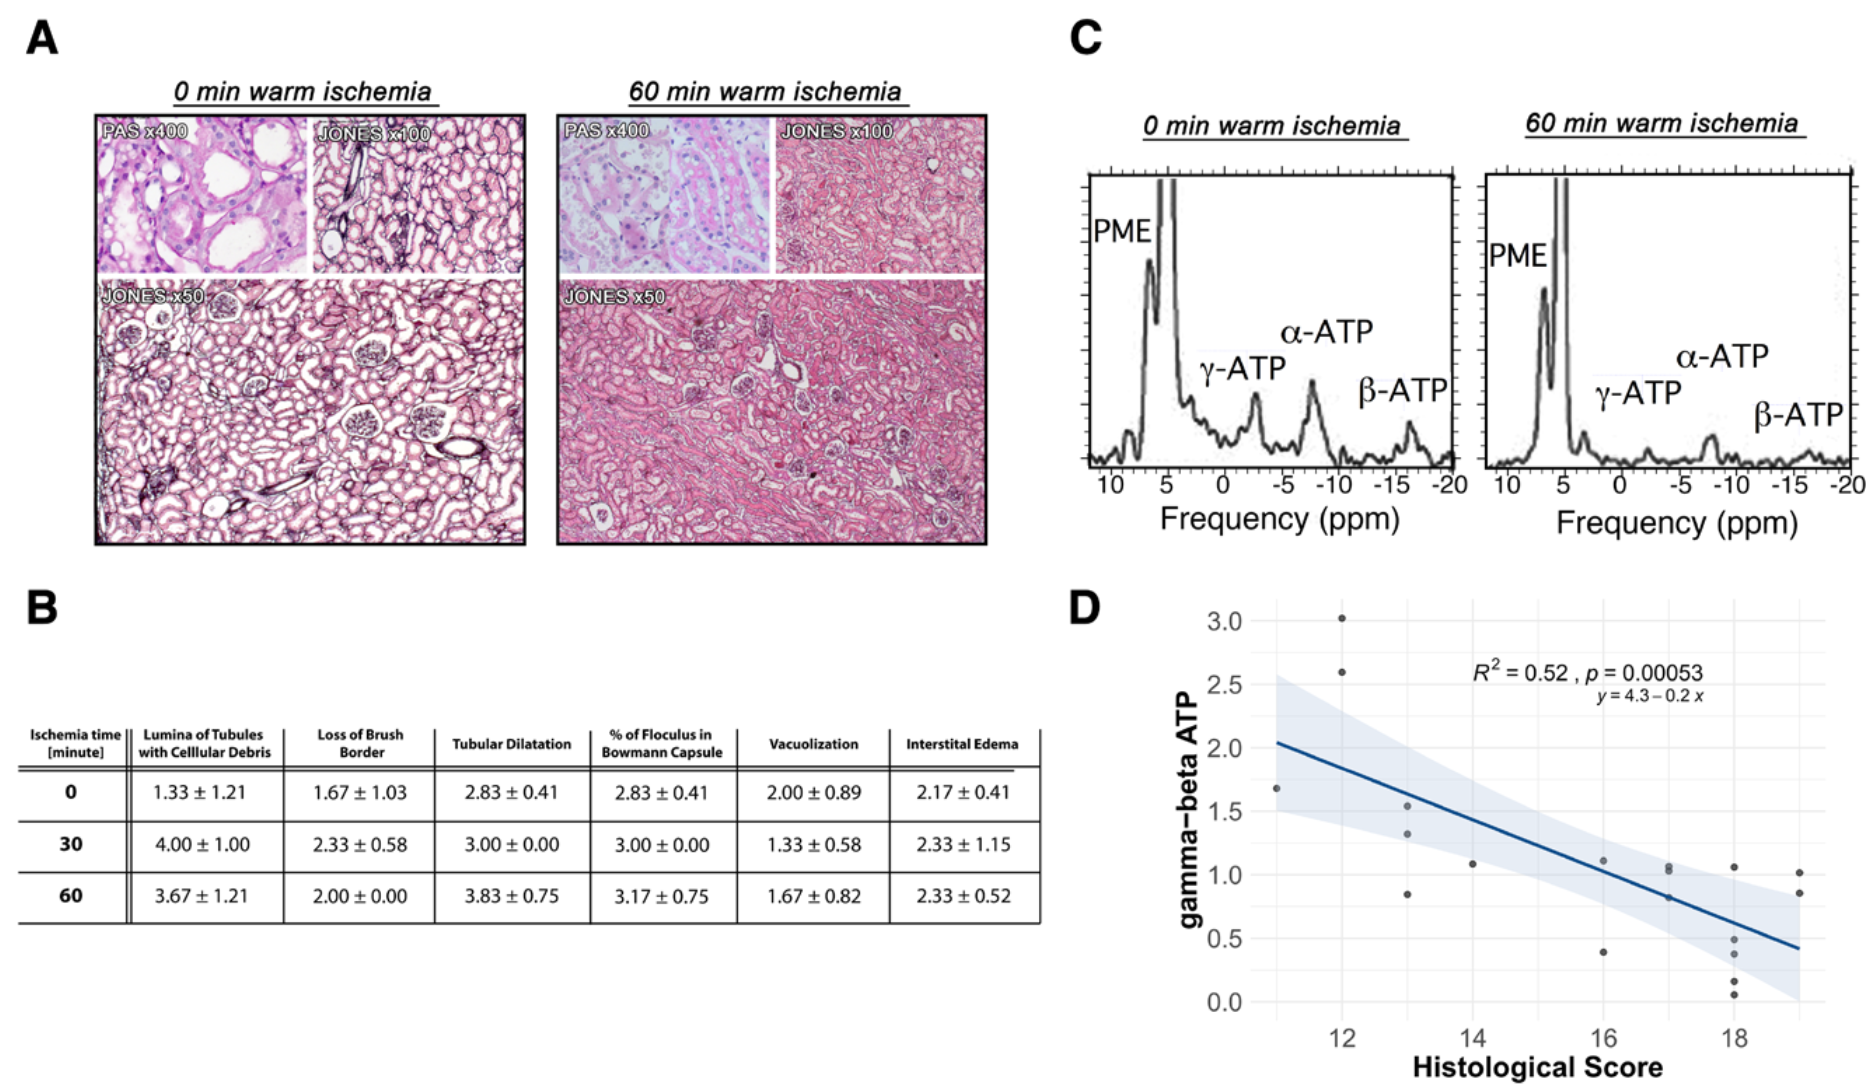 A
0 min warm ischemia
60 min warm ischemia
PAS x400
JONES x100
JONES x50
PAS x400
JONES x100
JONES x50
B
Ischemia time [minute]
Lumina of Tubules with Celllular Debris
Loss of Brush Border
Tubular Dilatation
% of Floculus in Bowmann Capsule
Vacuolization
Interstital Edema
0 1.33 ± 1.21 1.67 ± 1.03 2.83 ± 0.41 2.83 ± 0.41 2.00 ± 0.89 2.17 ± 0.41
30 4.00 ± 1.00 2.33 ± 0.58 3.00 ± 0.00 3.00 ± 0.00 1.33 ± 0.58 2.33 ± 1.15
60 3.67 ± 1.21 2.00 ± 0.00 3.83 ± 0.75 3.17 ± 0.75 1.67 ± 0.82 2.33 ± 0.52
C
0 min warm ischemia
PME
γ-ATP
α-ATP
β-ATP
10 5 0 -5 -10 -15 -20
Frequency (ppm)
60 min warm ischemia
PME
γ-ATP
α-ATP
β-ATP
10 5 0 -5 -10 -15 -20
Frequency (ppm)
D
gamma−beta ATP
3.0
2.5
2.0
1.5
1.0
0.5
0.0
R² = 0.52 , p = 0.00053
y = 4.3 – 0.2 x
12 14 16 18
Histological Score